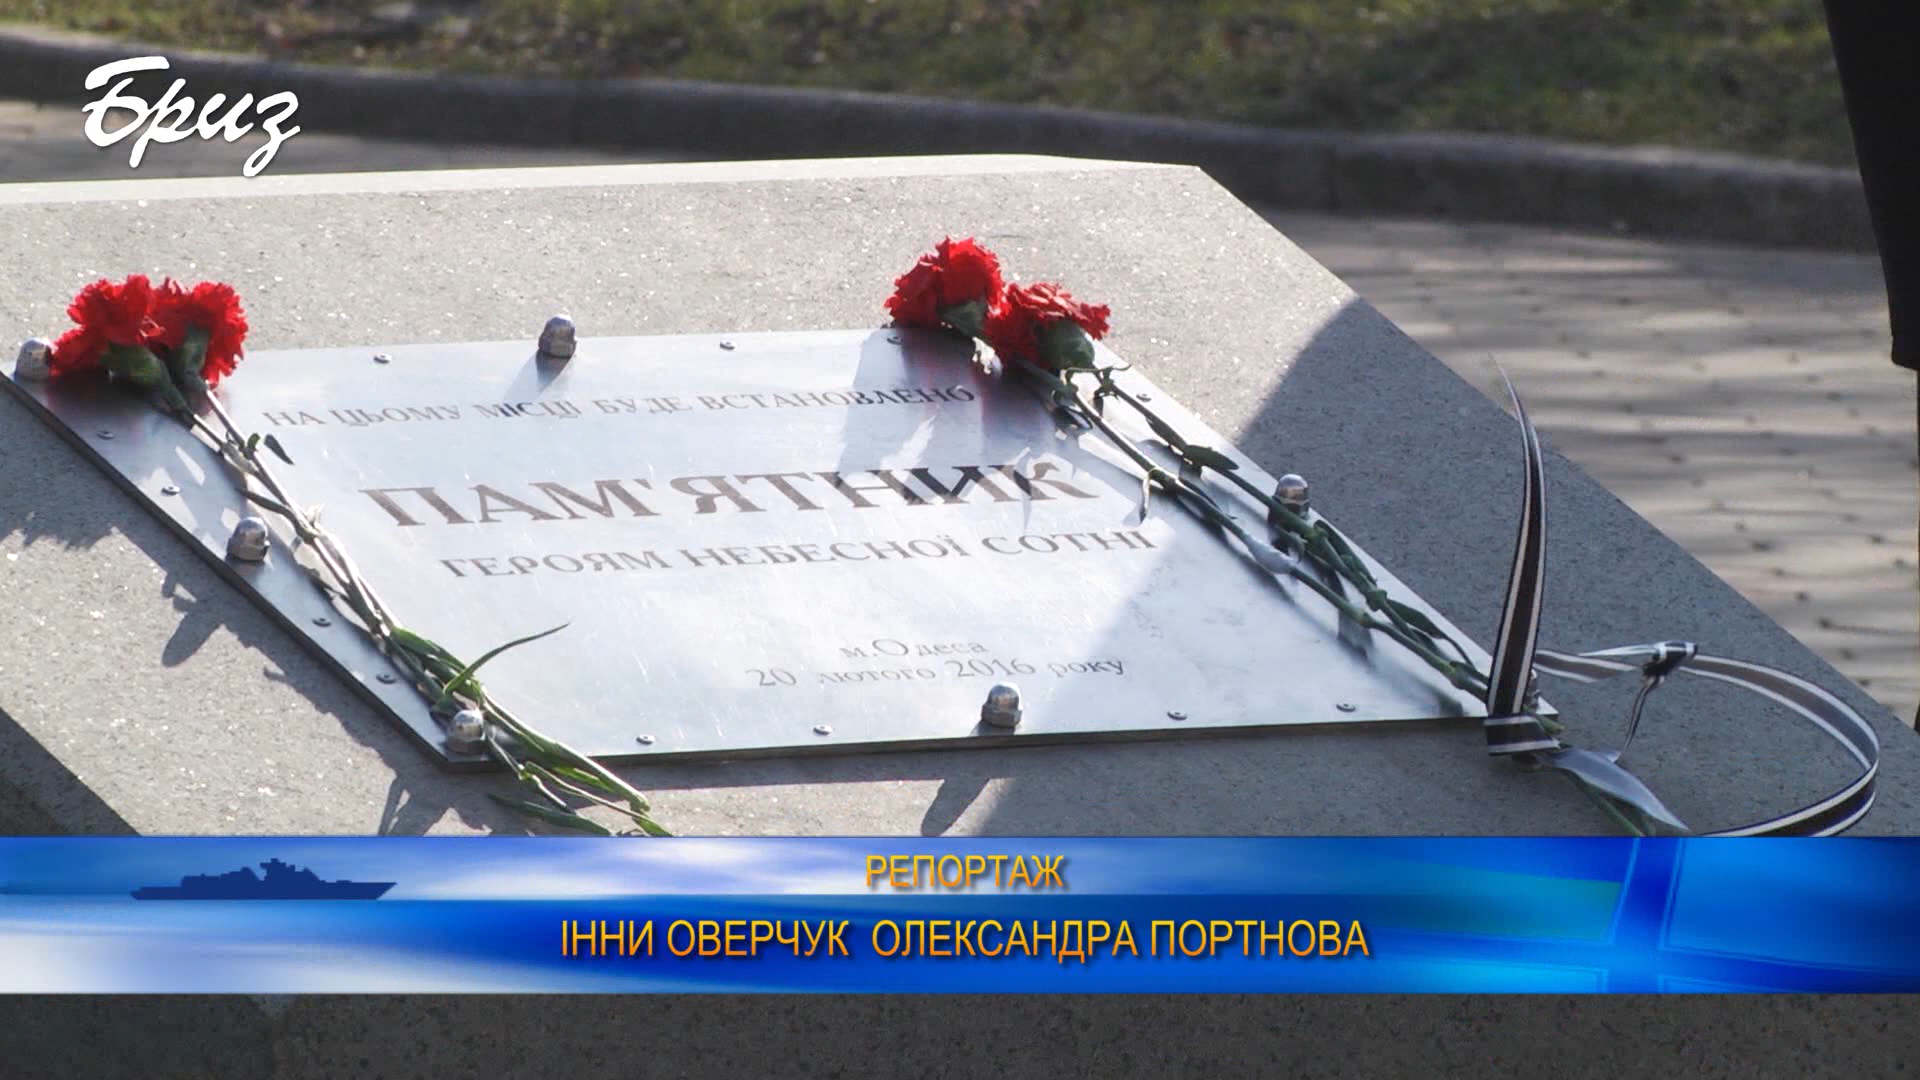 Бриз
НА ЦЬОМУ МІСЦІ БУДЕ ВСТАНОВЛЕНО
ПАМ'ЯТНИК
ГЕРОЯМ НЕБЕСНОЇ СОТНІ
м.Одеса
20 лютого 2016 року
РЕПОРТАЖ
ІННИ ОВЕРЧУК ОЛЕКСАНДРА ПОРТНОВА